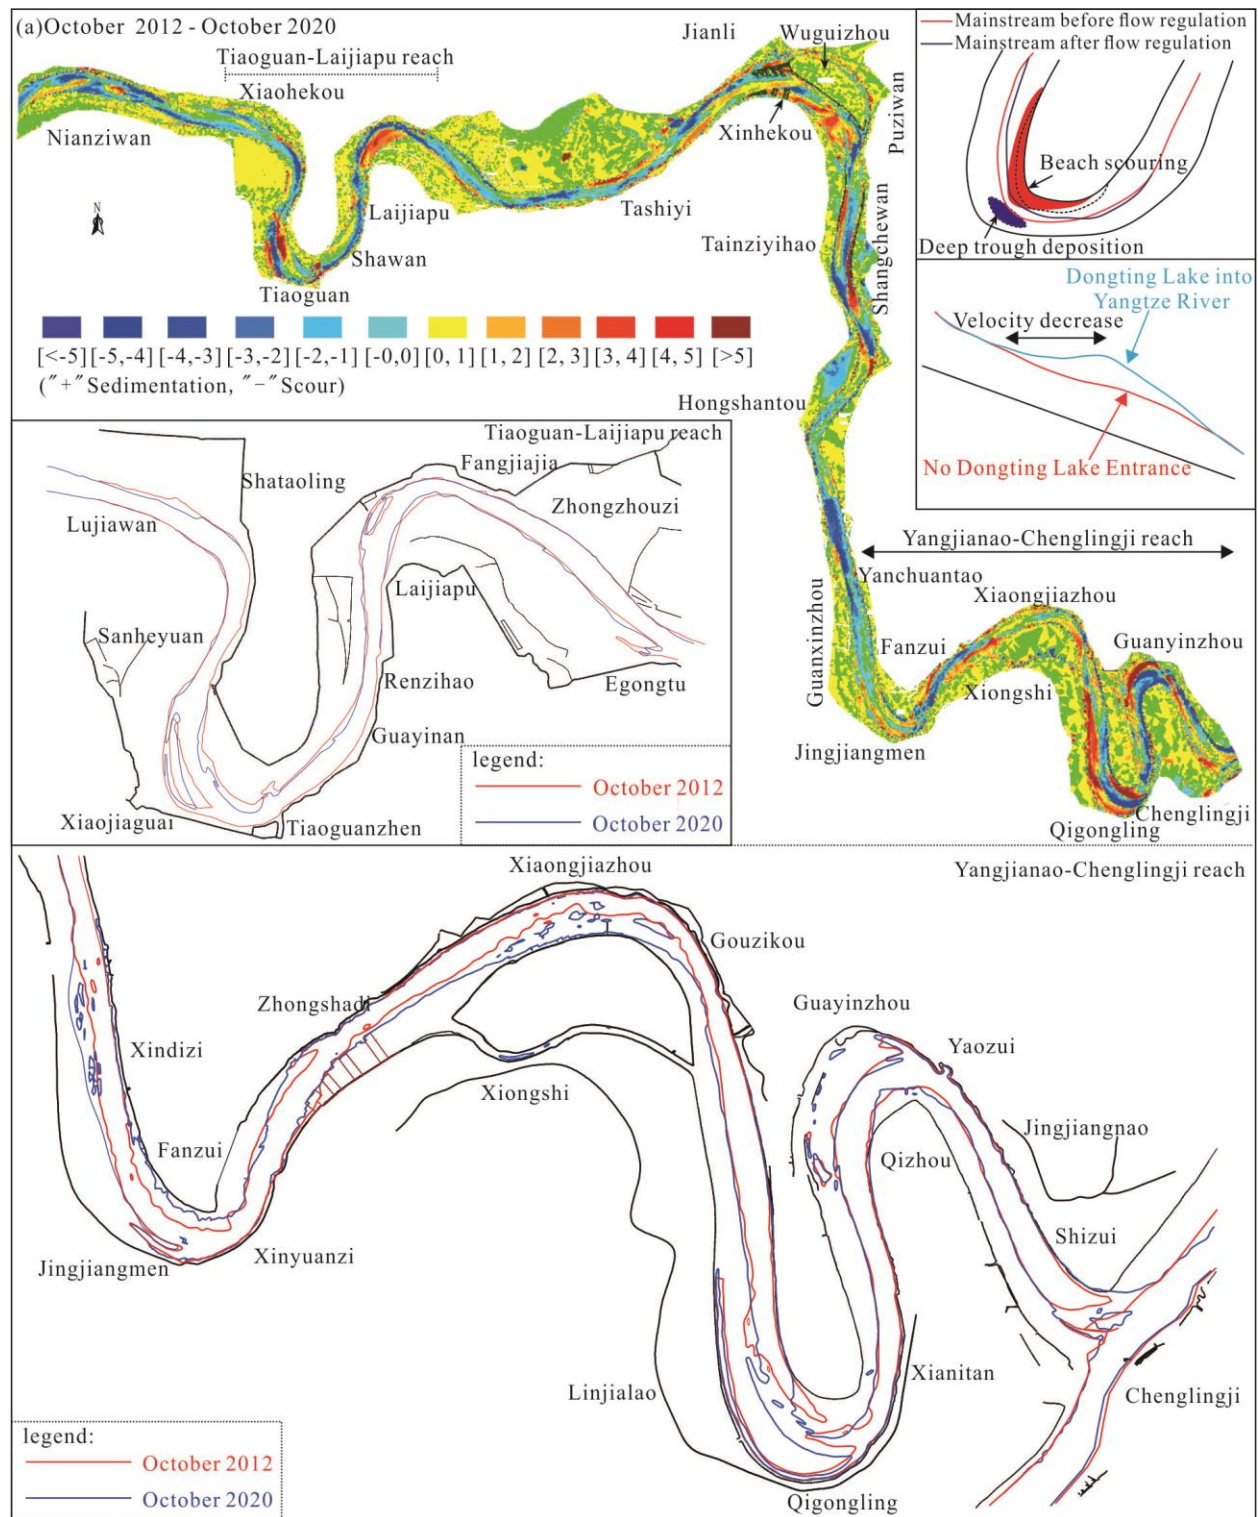 (a)October 2012 - October 2020
Tiaoguan-Laijiapu reach
Xiaohekou
Nianziwan
N
Laijiapu
Shawan
Tiaoguan
Tashiyi
Jianli
Wuguizhou
Xinhekou
Puziwan
Tainziyihao
Shangchewan
Hongshantou
[<-5] [-5,-4] [-4,-3] [-3,-2] [-2,-1] [-0,0] [0, 1] [1, 2] [2, 3] [3, 4] [4, 5] [>5]
("+"Sedimentation, "−"Scour)
Mainstream before flow regulation
Mainstream after flow regulation
Beach scouring
Deep trough deposition
Dongting Lake into
Yangtze River
Velocity decrease
No Dongting Lake Entrance
Yangjianao-Chenglingji reach
Yanchuantao
Xiaongjiazhou
Guanxinzhou
Fanzui
Guanyinzhou
Xiongshi
Jingjiangmen
Chenglingji
Qigongling
Tiaoguan-Laijiapu reach
Fangjiajia
Shataoling
Zhongzhouzi
Lujiawan
Laijiapu
Sanheyuan
Renzihao
Egongtu
Guayinan
Xiaojiaguai
Tiaoguanzhen
legend:
October 2012
October 2020
Yangjianao-Chenglingji reach
Xiaongjiazhou
Gouzikou
Zhongshadi
Guayinzhou
Xindizi
Yaozui
Xiongshi
Jingjiangnao
Fanzui
Qizhou
Shizui
Jingjiangmen
Xinyuanzi
Linjialao
Xianitan
Chenglingji
Qigongling
legend:
October 2012
October 2020